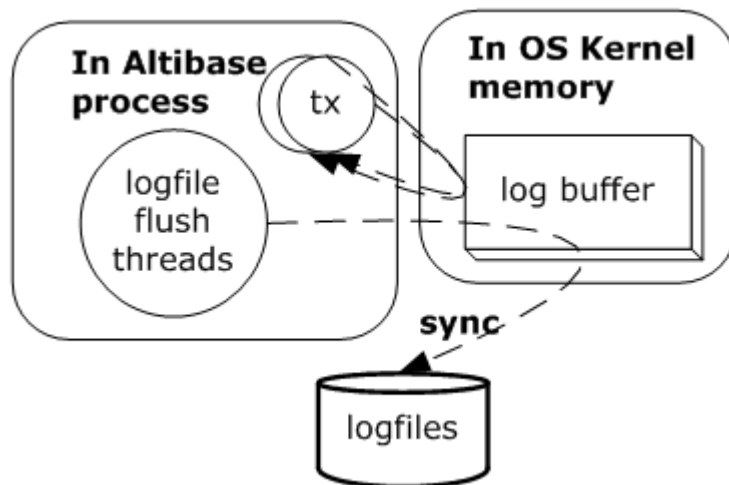 In Altibase
process
tx
logfile
flush
threads
In OS Kernel
memory
log buffer
sync
logfiles